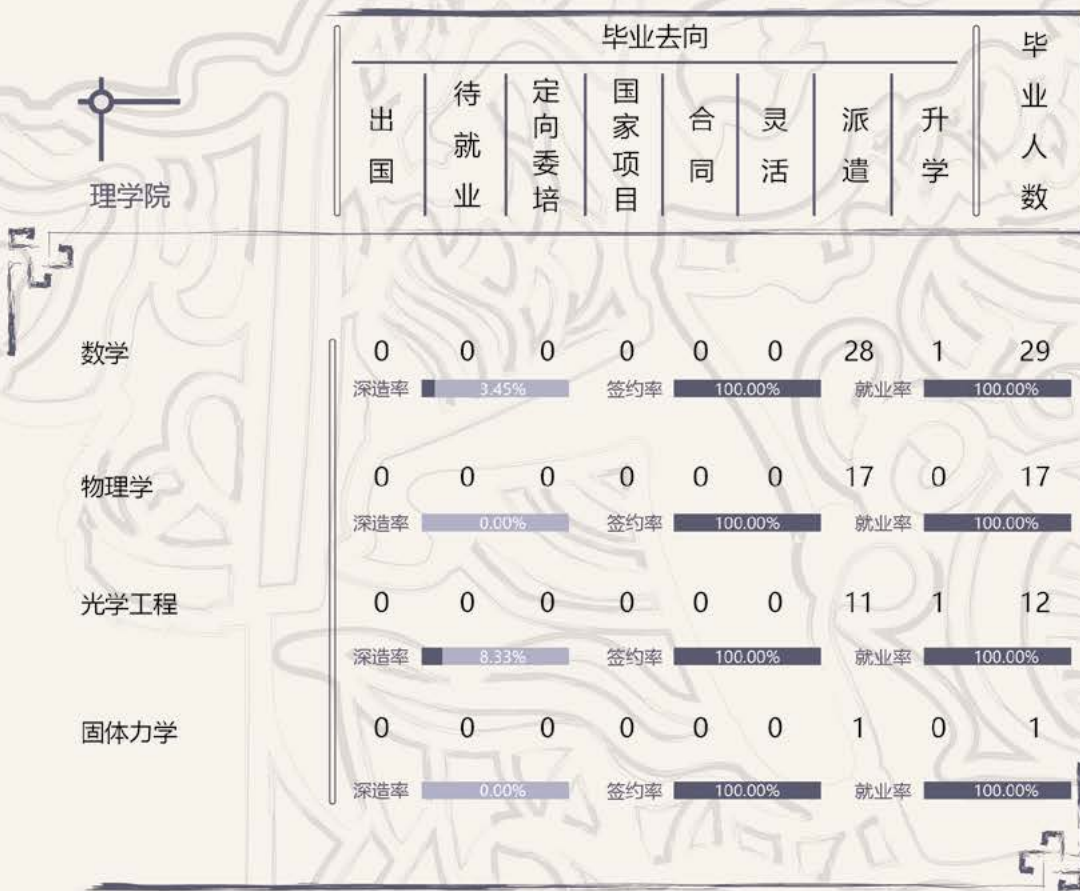 毕业去向
理学院
出国
待就业
定向委培
国家项目
合同
灵活
派遣
升学
毕业人数
数学 0 0 0 0 0 0 28 1 29
深造率 3.45% 签约率 100.00% 就业率 100.00%
物理学 0 0 0 0 0 0 17 0 17
深造率 0.00% 签约率 100.00% 就业率 100.00%
光学工程 0 0 0 0 0 0 11 1 12
深造率 8.33% 签约率 100.00% 就业率 100.00%
固体力学 0 0 0 0 0 0 1 0 1
深造率 0.00% 签约率 100.00% 就业率 100.00%